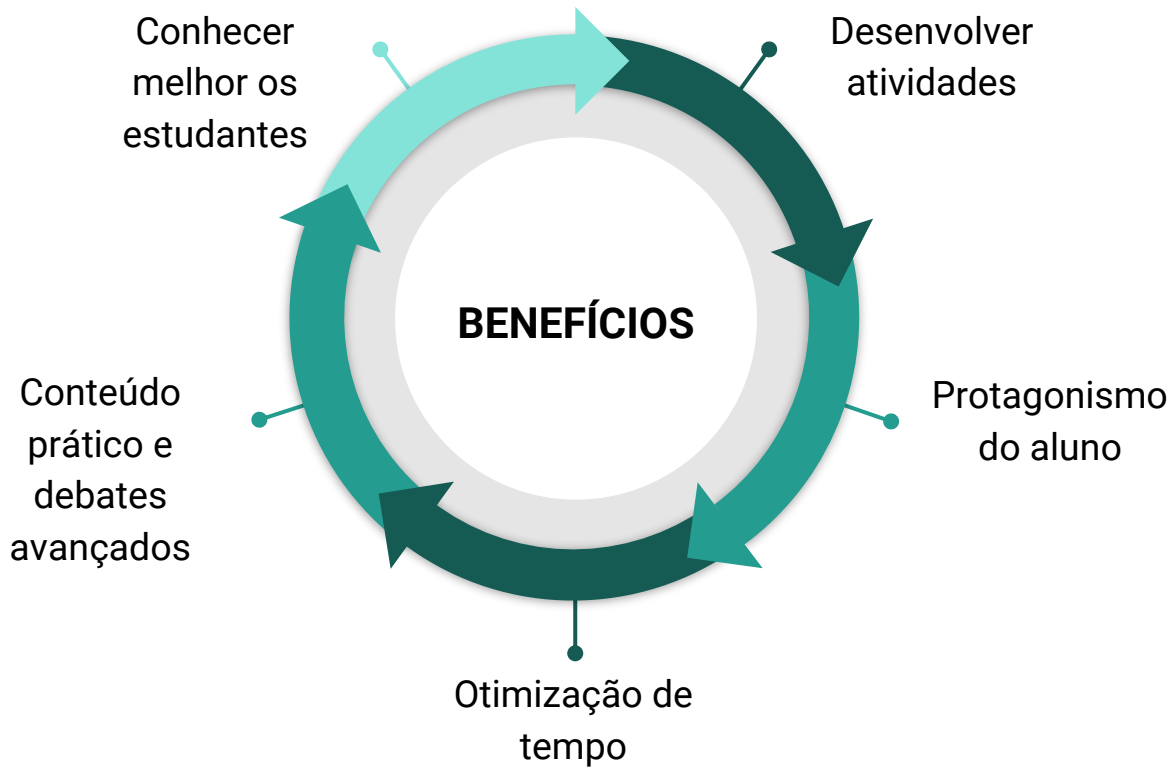 Conhecer
melhor os
estudantes
Desenvolver
atividades
BENEFÍCIOS
Conteúdo
prático e
debates
avançados
Protagonismo
do aluno
Otimização de
tempo